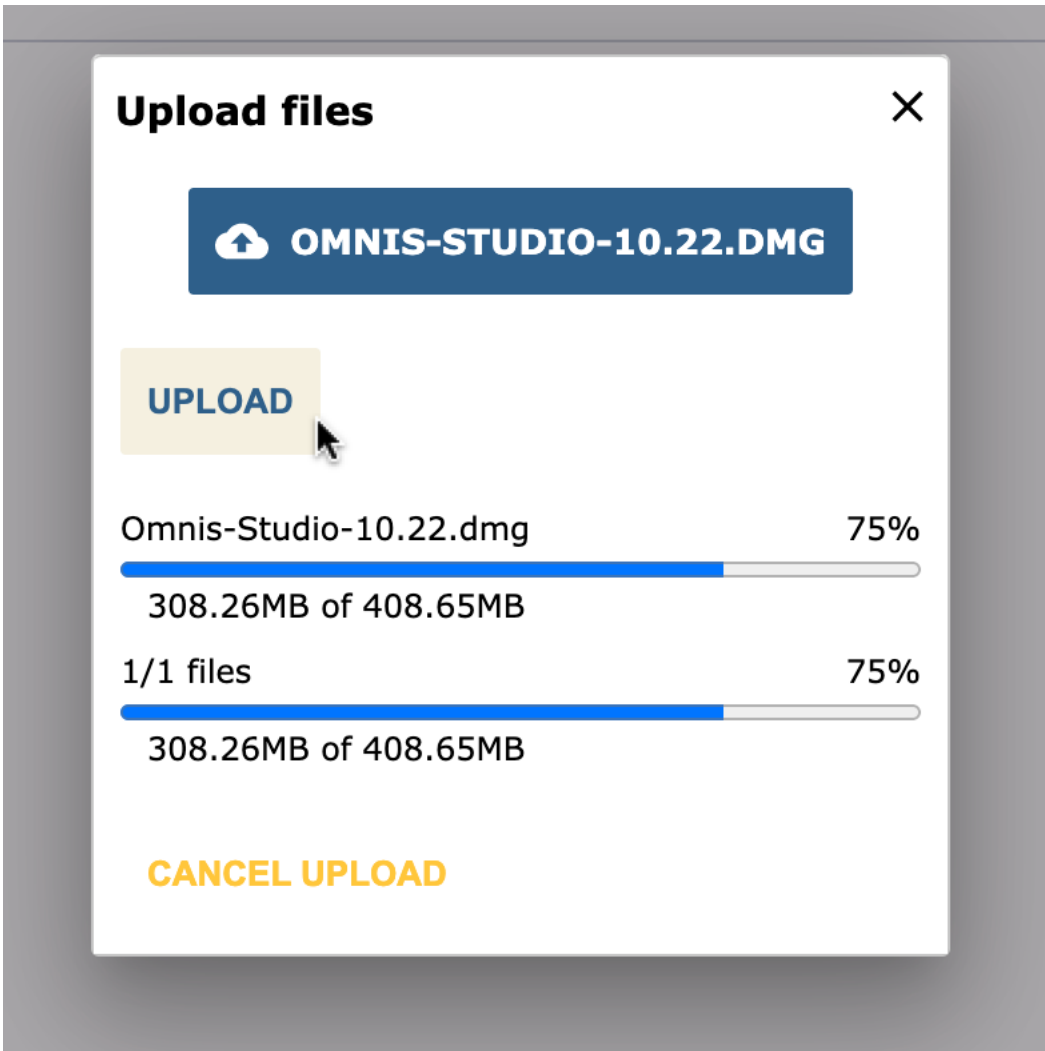 Upload files
OMNIS-STUDIO-10.22.DMG
UPLOAD
Omnis-Studio-10.22.dmg 75%
308.26MB of 408.65MB
1/1 files 75%
308.26MB of 408.65MB
CANCEL UPLOAD